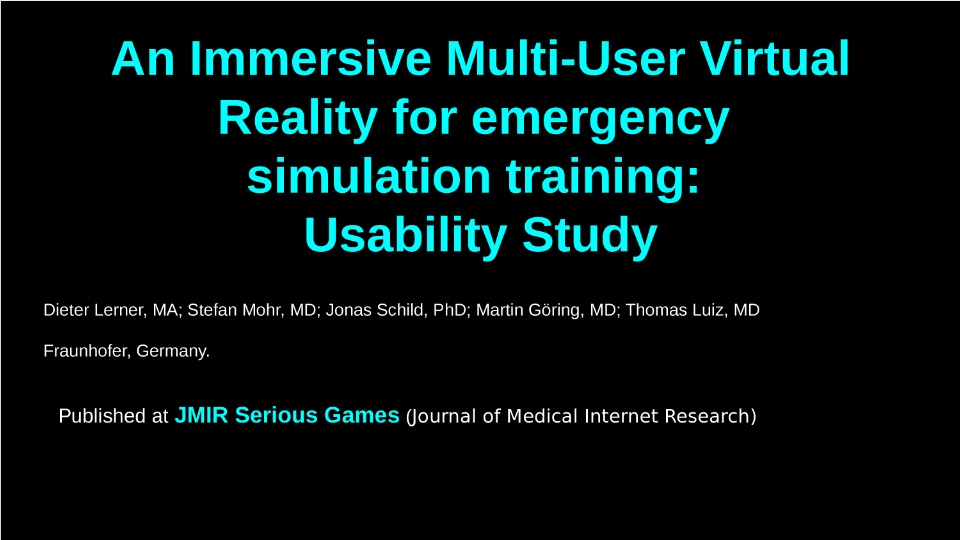 An Immersive Multi-User Virtual
Reality for emergency
simulation training:
Usability Study
Dieter Lerner, MA; Stefan Mohr, MD; Jonas Schild, PhD; Martin Göring, MD; Thomas Luiz, MD
Fraunhofer, Germany.
Published at JMIR Serious Games (Journal of Medical Internet Research)